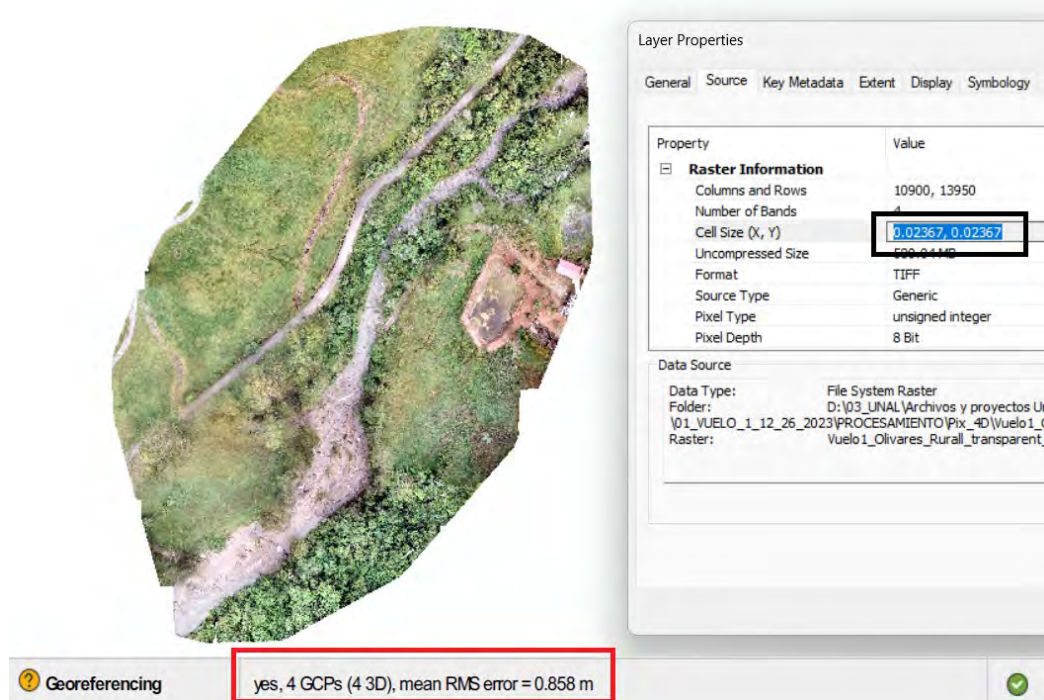 Layer Properties
General Source Key Metadata Extent Display Symbology
Property Value
Raster Information
Columns and Rows 10900, 13950
Number of Bands 4
Cell Size (X, Y) 0.02367, 0.02367
Uncompressed Size
Format TIFF
Source Type Generic
Pixel Type unsigned integer
Pixel Depth 8 Bit
Data Source
Data Type: File System Raster
Folder: D:\03_UNAL\Archivos y proyectos
\01_VUELO_1_12_26_2023\PROCESAMIENTO\Pix_4D\Vuelo1_
Raster: Vuelo1_Olivares_Rurall_transparent_
Georeferencing yes, 4 GCPs (4 3D), mean RMS error = 0.858 m